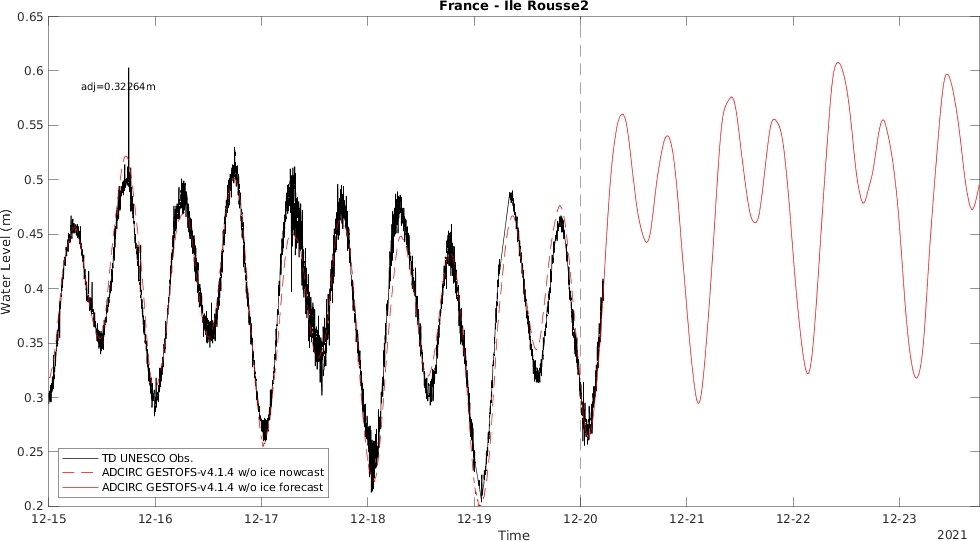 France - Ile Rousse2
0.65
0.6
0.55
0.5
0.45
0.4
0.35
0.3
0.25
0.2
Water Level (m)
adj=0.32264m
TD UNESCO Obs.
ADCIRC GESTOFS-v4.1.4 w/o ice nowcast
ADCIRC GESTOFS-v4.1.4 w/o ice forecast
12-15 12-16 12-17 12-18 12-19 12-20 12-21 12-22 12-23
Time
2021